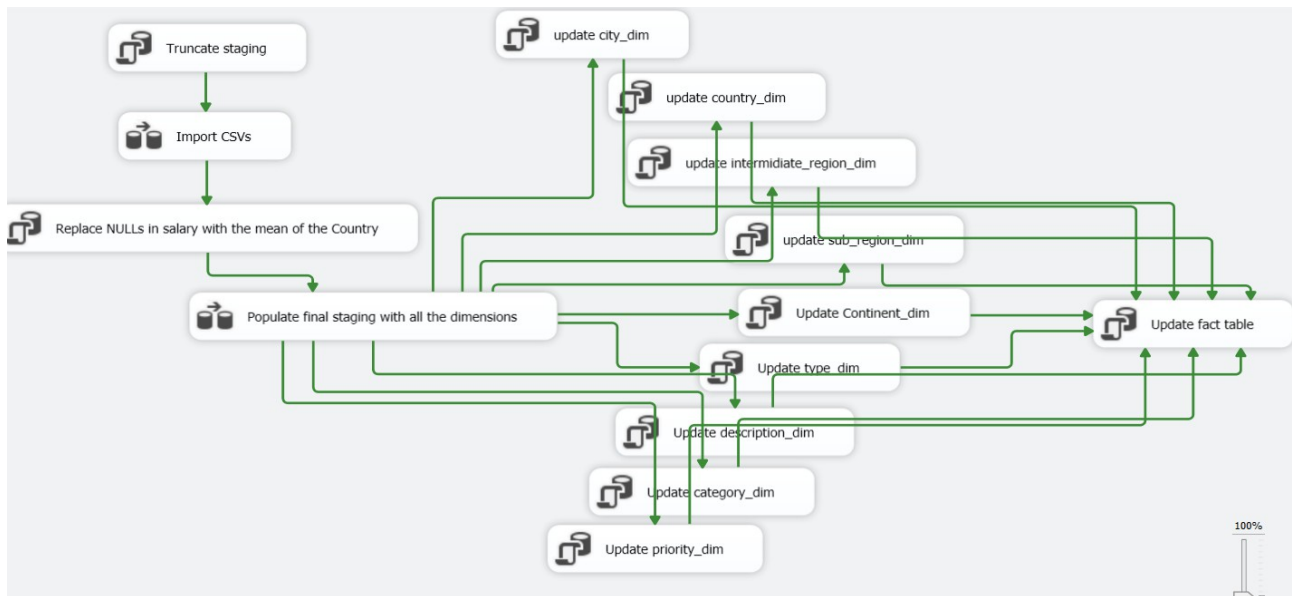 Truncate staging
Import CSVs
Replace NULLs in salary with the mean of the Country
Populate final staging with all the dimensions
update city_dim
update country_dim
update intermidiate_region_dim
update sub_region_dim
Update Continent_dim
Update type_dim
Update description_dim
Update category_dim
Update priority_dim
Update fact table
100%